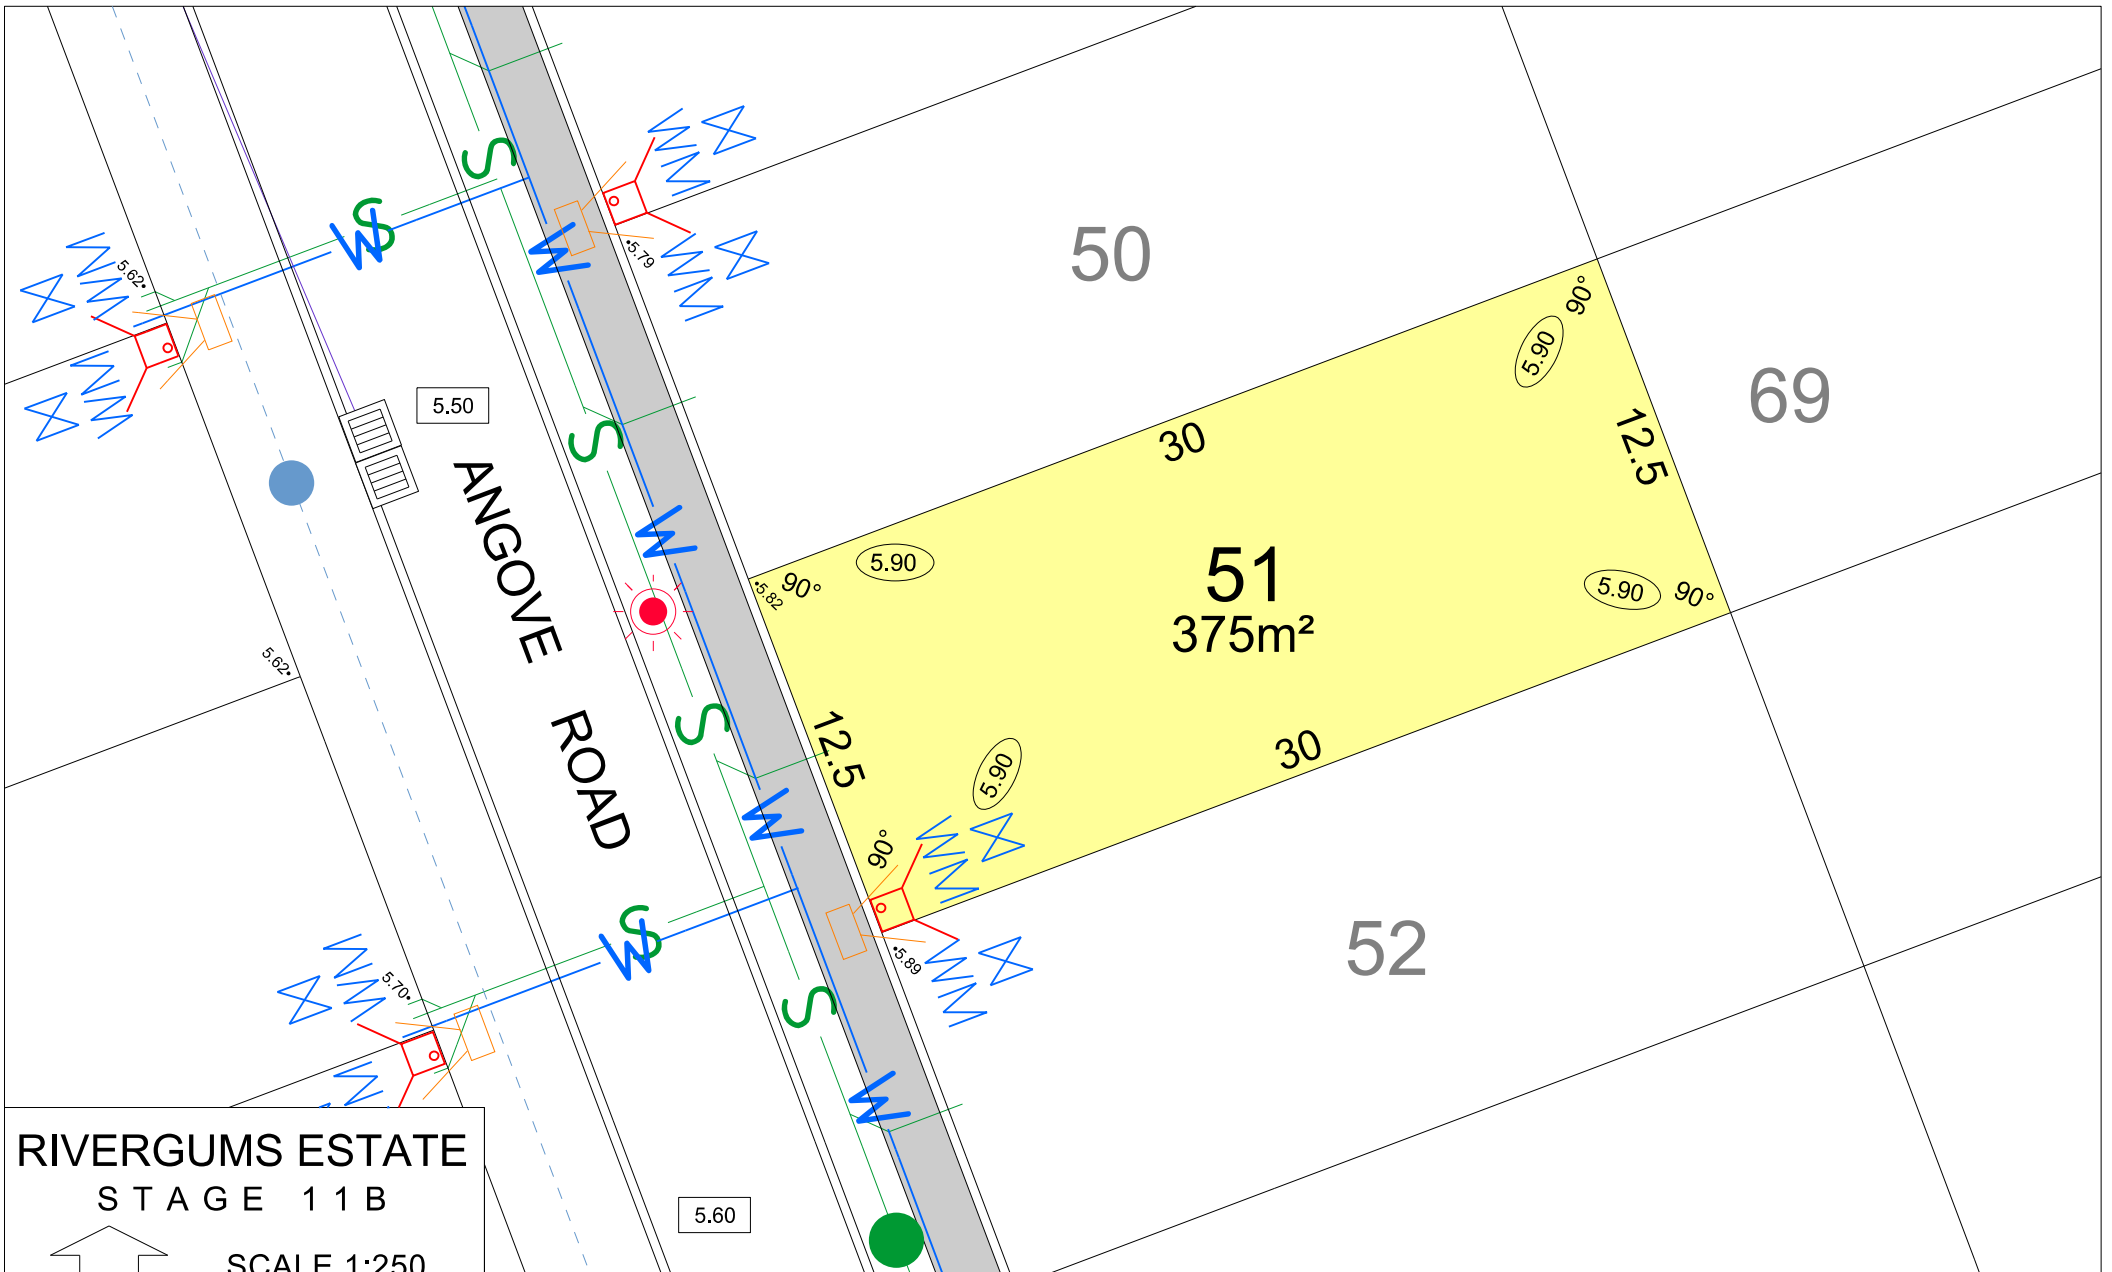 50
69
51
375m²
52
30
12.5
30
12.5
90°
90°
90°
90°
5.90
5.90
5.90
5.90
•5.79
•5.82
•5.89
5.62•
5.62•
5.70•
5.50
5.60
ANGOVE ROAD
S
S
S
S
S
S
W
W
W
W
W
W
W
RIVERGUMS ESTATE
STAGE 11B
SCALE 1:250